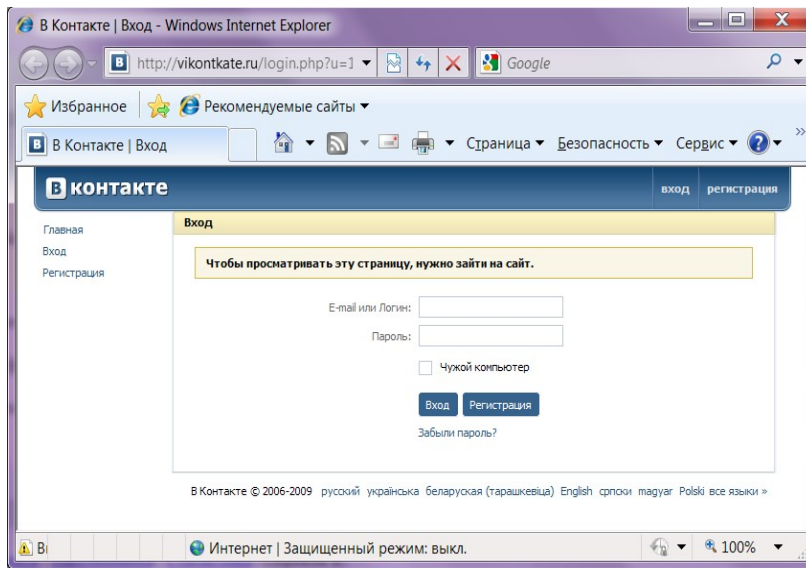 В Контакте | Вход - Windows Internet Explorer
http://vikontkate.ru/login.php?u=1
Google
Избранное Рекомендуемые сайты
В Контакте | Вход Страница Безопасность Сервис »
В контакте вход регистрация
Главная
Вход
Регистрация
Вход
Чтобы просматривать эту страницу, нужно зайти на сайт.
E-mail или Логин:
Пароль:
Чужой компьютер
Вход Регистрация
Забыли пароль?
В Контакте © 2006-2009 русский українська беларуская (тарашкевіца) English српски magyar Polski все языки »
Интернет | Защищенный режим: выкл. 100%